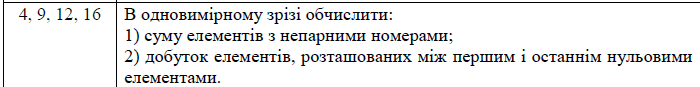 4, 9, 12, 16
В одновимірному зрізі обчислити:
1) суму елементів з непарними номерами;
2) добуток елементів, розташованих між першим і останнім нульовими
елементами.